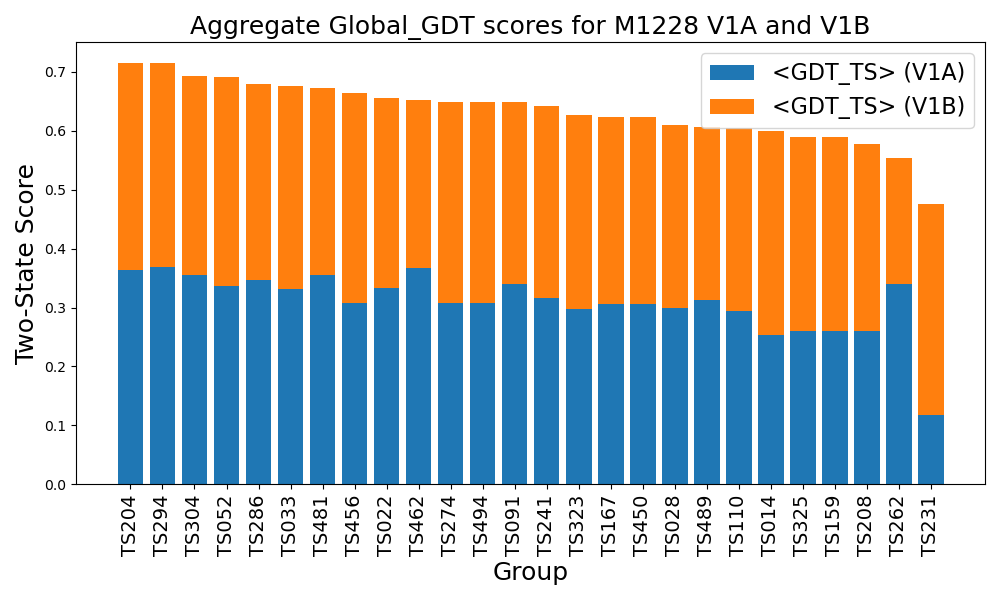 Aggregate Global_GDT scores for M1228 V1A and V1B
<GDT_TS> (V1A)
<GDT_TS> (V1B)
Two-State Score
0.7
0.6
0.5
0.4
0.3
0.2
0.1
0.0
TS204
TS294
TS304
TS052
TS286
TS033
TS481
TS456
TS022
TS462
TS274
TS494
TS091
TS241
TS323
TS167
TS450
TS028
TS489
TS110
TS014
TS325
TS159
TS208
TS262
TS231
Group